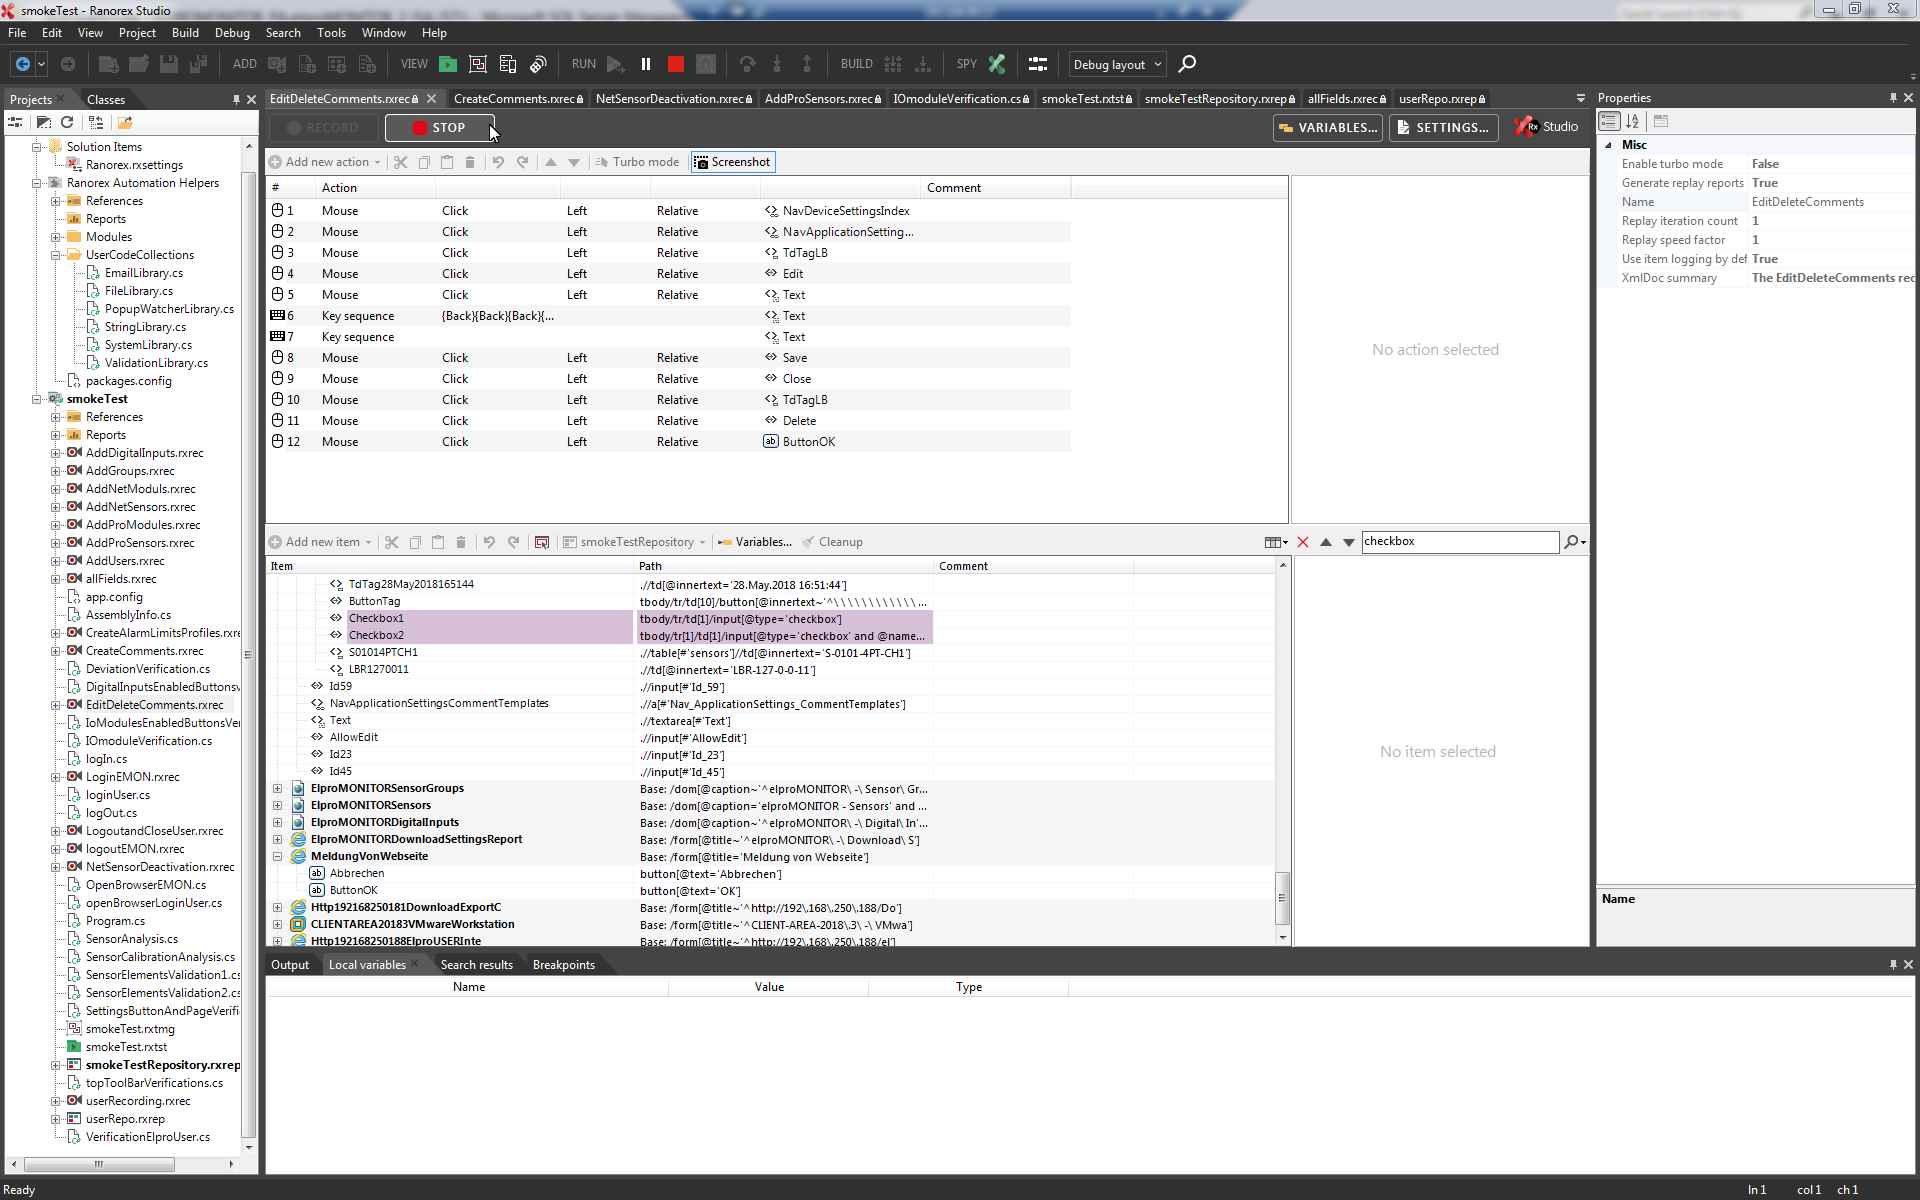 smokeTest - Ranorex Studio
File Edit View Project Build Debug Search Tools Window Help
ADD VIEW RUN BUILD SPY Debug layout
Projects Classes
EditDeleteComments.rxrec CreateComments.rxrec NetSensorDeactivation.rxrec AddProSensors.rxrec IOmoduleVerification.cs smokeTest.rxtst smokeTestRepository.rxrep allFields.rxrec userRepo.rxrep
RECORD STOP VARIABLES... SETTINGS... Rx Studio
Add new action Turbo mode Screenshot
# Action Comment
1 Mouse Click Left Relative NavDeviceSettingsIndex
2 Mouse Click Left Relative NavApplicationSetting...
3 Mouse Click Left Relative TdTagLB
4 Mouse Click Left Relative Edit
5 Mouse Click Left Relative Text
6 Key sequence {Back}{Back}{Back}{... Text
7 Key sequence Text
8 Mouse Click Left Relative Save
9 Mouse Click Left Relative Close
10 Mouse Click Left Relative TdTagLB
11 Mouse Click Left Relative Delete
12 Mouse Click Left Relative ButtonOK
No action selected
Solution Items
Ranorex.rxsettings
Ranorex Automation Helpers
References
Reports
Modules
UserCodeCollections
EmailLibrary.cs
FileLibrary.cs
PopupWatcherLibrary.cs
StringLibrary.cs
SystemLibrary.cs
ValidationLibrary.cs
packages.config
smokeTest
References
Reports
AddDigitalInputs.rxrec
AddGroups.rxrec
AddNetModuls.rxrec
AddNetSensors.rxrec
AddProModules.rxrec
AddProSensors.rxrec
AddUsers.rxrec
allFields.rxrec
app.config
AssemblyInfo.cs
CreateAlarmLimitsProfiles.rxre
CreateComments.rxrec
DeviationVerification.cs
DigitalInputsEnabledButtonsv
EditDeleteComments.rxrec
IoModulesEnabledButtonsVe
IOmoduleVerification.cs
logIn.cs
LoginEMON.rxrec
loginUser.cs
logOut.cs
LogoutandCloseUser.rxrec
logoutEMON.rxrec
NetSensorDeactivation.rxrec
OpenBrowserEMON.cs
openBrowserLoginUser.cs
Program.cs
SensorAnalysis.cs
SensorCalibrationAnalysis.cs
SensorElementsValidation1.cs
SensorElementsValidation2.cs
SettingsButtonAndPageVerifi
smokeTest.rxtmg
smokeTest.rxtst
smokeTestRepository.rxrep
topToolBarVerifications.cs
userRecording.rxrec
userRepo.rxrep
VerificationElproUser.cs
Add new item smokeTestRepository Variables... Cleanup checkbox
Item Path Comment
TdTag28May2018165144 .//td[@innertext='28.May.2018 16:51:44']
ButtonTag tbody/tr/td[10]/button[@innertext~'^\ \ \ \ \ \ \ \ \ \ \ \ ...
Checkbox1 tbody/tr/td[1]/input[@type='checkbox']
Checkbox2 tbody/tr[1]/td[1]/input[@type='checkbox' and @name...
S01014PTCH1 .//table[#'sensors']//td[@innertext='S-0101-4PT-CH1']
LBR1270011 .//td[@innertext='LBR-127-0-0-11']
Id59 .//input[#'Id_59']
NavApplicationSettingsCommentTemplates .//a[#'Nav_ApplicationSettings_CommentTemplates']
Text .//textarea[#'Text']
AllowEdit .//input[#'AllowEdit']
Id23 .//input[#'Id_23']
Id45 .//input[#'Id_45']
ElproMONITORSensorGroups Base: /dom[@caption~'^elproMONITOR\ -\ Sensor\ Gr...
ElproMONITORSensors Base: /dom[@caption='elproMONITOR - Sensors' and ...
ElproMONITORDigitalInputs Base: /dom[@caption~'^elproMONITOR\ -\ Digital\ In'...
ElproMONITORDownloadSettingsReport Base: /form[@title~'^elproMONITOR\ -\ Download\ S']
MeldungVonWebseite Base: /form[@title='Meldung von Webseite']
Abbrechen button[@text='Abbrechen']
ButtonOK button[@text='OK']
Http192168250181DownloadExportC Base: /form[@title~'^http://192\.168\.250\.188/Do']
CLIENTAREA20183VMwareWorkstation Base: /form[@title~'^CLIENT-AREA-2018\.3\ -\ VMwa']
Http192168250188ElproUSERInte Base: /form[@title~'^http://192\.168\.250\.188/el']
No item selected
Properties
Misc
Enable turbo mode False
Generate replay reports True
Name EditDeleteComments
Replay iteration count 1
Replay speed factor 1
Use item logging by def True
XmlDoc summary The EditDeleteComments rec
Name
Output Local variables Search results Breakpoints
Name Value Type
Ready ln 1 col 1 ch 1